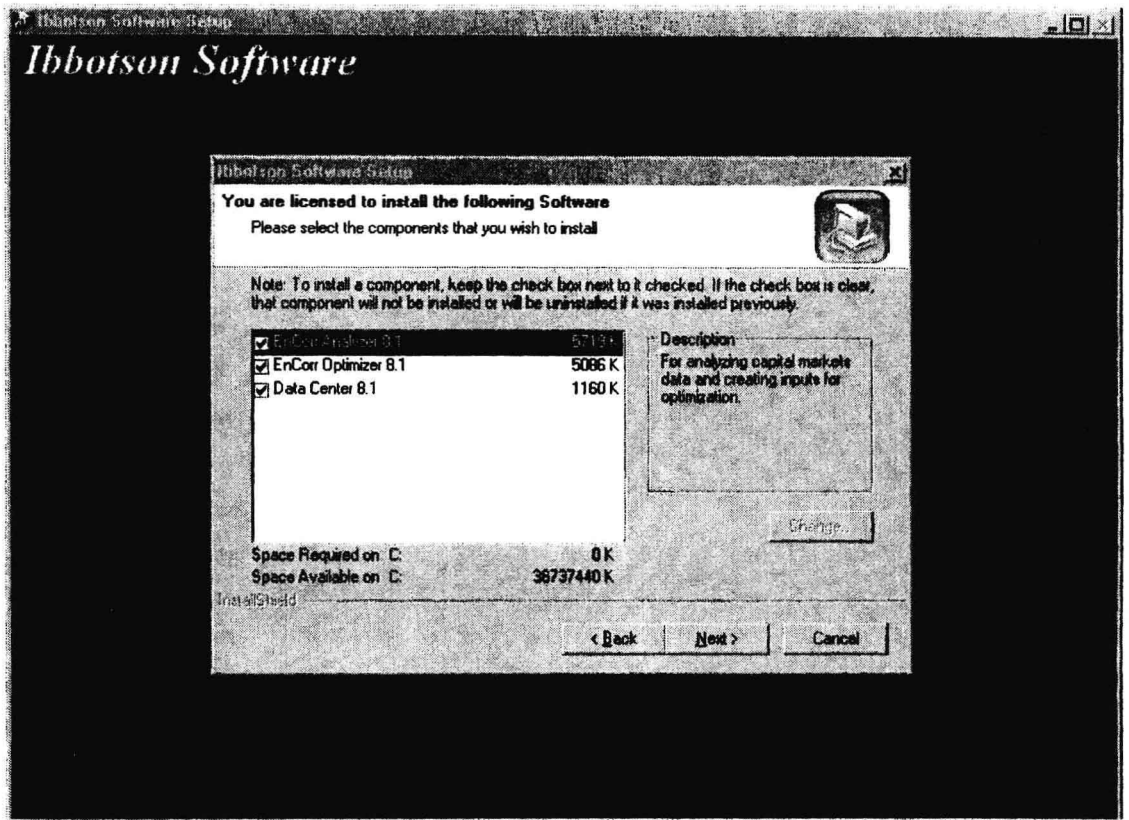 Ibbotson Software Setup
Ibbotson Software
Ibbotson Software Setup
You are licensed to install the following Software
Please select the components that you wish to install
Note: To install a component, keep the check box next to it checked. If the check box is clear,
that component will not be installed or will be uninstalled if it was installed previously.
EnCorr Analyzer 8.1
EnCorr Optimizer 8.1 5086 K
Data Center 8.1 1160 K
Description
For analyzing capital markets
data and creating inputs for
optimization.
Change...
Space Required on C: 0 K
Space Available on C: 38737440 K
InstallShield
< Back Next > Cancel